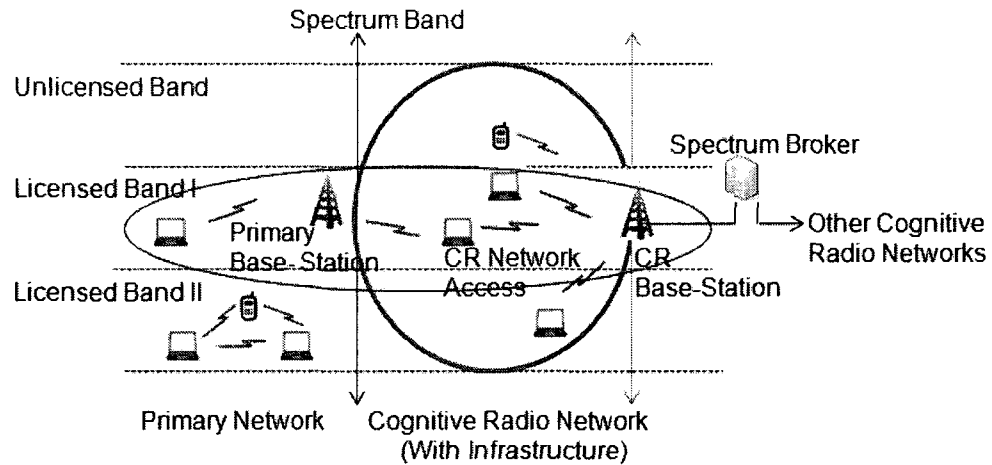 Spectrum Band
Unlicensed Band
Spectrum Broker
Licensed Band I
Primary
Base-Station
CR Network
Access
CR
Base-Station
Other Cognitive
Radio Networks
Licensed Band II
Primary Network
Cognitive Radio Network
(With Infrastructure)